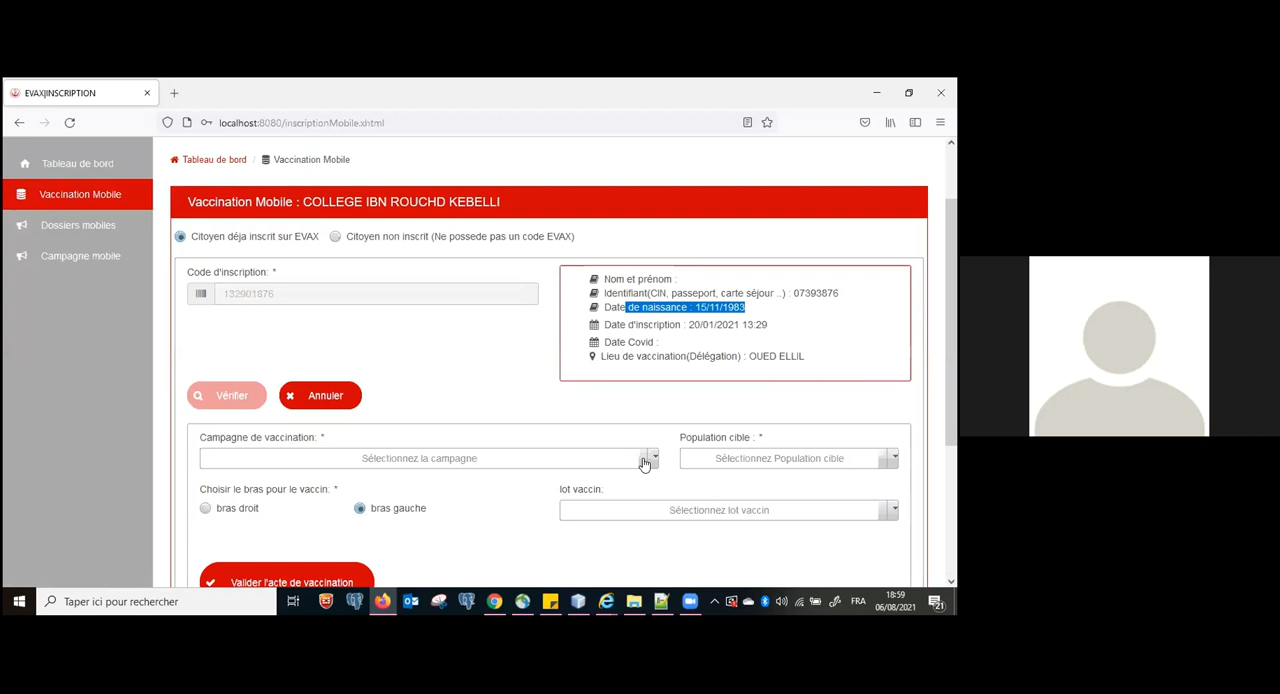 EVAX|INSCRIPTION
localhost:8080/inscriptionMobile.xhtml
Tableau de bord
Vaccination Mobile
Dossiers mobiles
Campagne mobile
Tableau de bord / Vaccination Mobile
Vaccination Mobile : COLLEGE IBN ROUCHD KEBELLI
Citoyen déja inscrit sur EVAX Citoyen non inscrit (Ne possede pas un code EVAX)
Code d'inscription: *
132901876
Nom et prénom :
Identifiant(CIN, passeport, carte séjour ..) : 07393876
Date de naissance : 15/11/1983
Date d'inscription : 20/01/2021 13:29
Date Covid :
Lieu de vaccination(Délégation) : OUED ELLIL
Vérifier Annuler
Campagne de vaccination: * Population cible : *
Sélectionnez la campagne Sélectionnez Population cible
Choisir le bras pour le vaccin: * lot vaccin:
bras droit bras gauche Sélectionnez lot vaccin
Valider l'acte de vaccination
Taper ici pour rechercher
FRA
18:59
06/08/2021
21